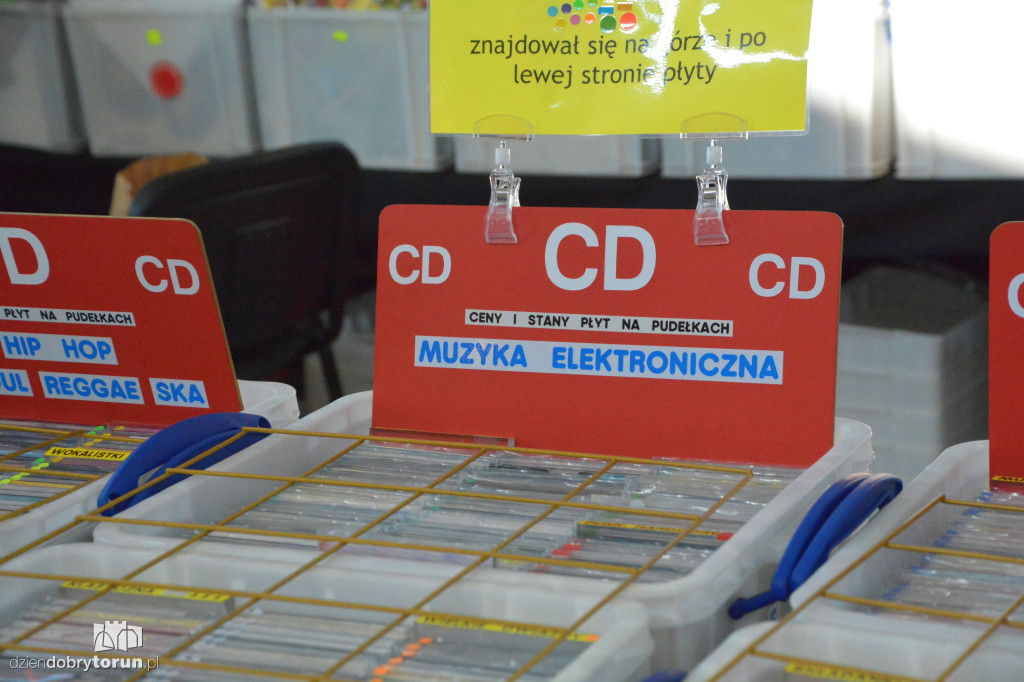 znajdował się na górze i po
lewej stronie płyty
CD
CD
CD
CENY I STANY PŁYT NA PUDEŁKACH
MUZYKA ELEKTRONICZNA
CD
PŁYT NA PUDEŁKACH
HIP HOP
REGGAE SKA
WOKALISTKI
dziendobrytorun.pl